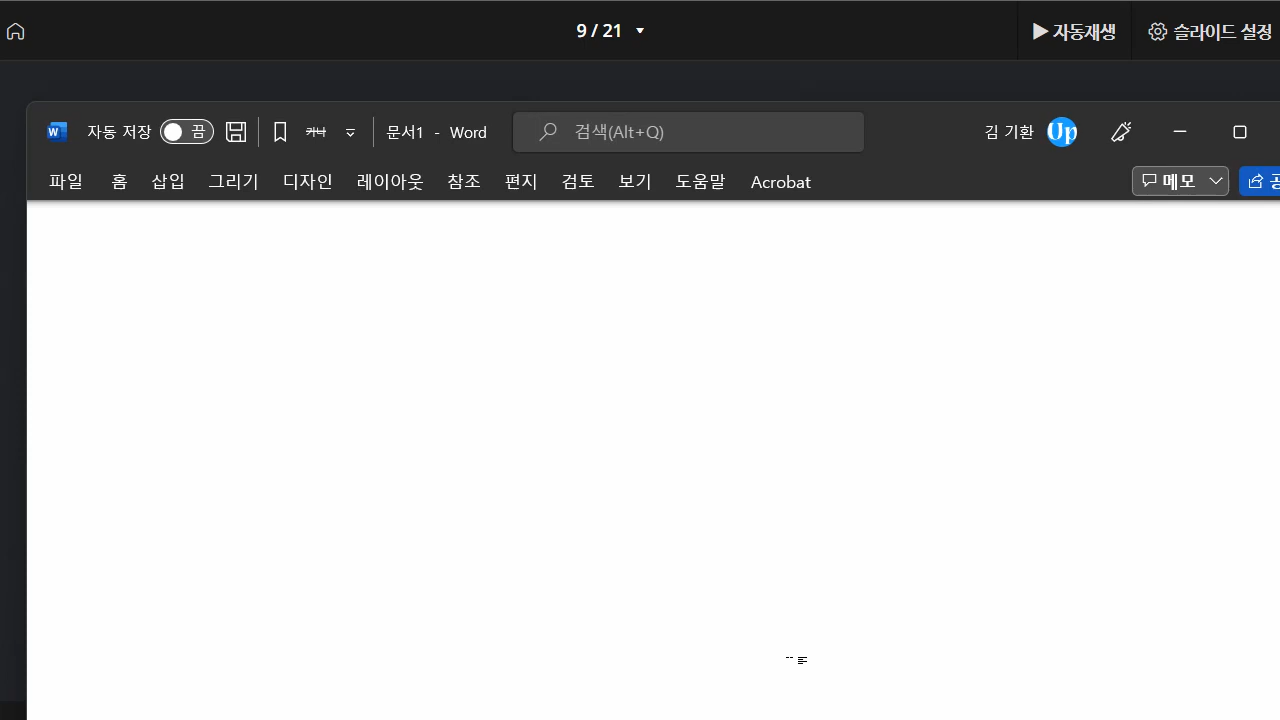 9 / 21
자동재생
슬라이드 설정
자동 저장
끔
가나
문서1 - Word
검색(Alt+Q)
김 기환
Up
파일 홈 삽입 그리기 디자인 레이아웃 참조 편지 검토 보기 도움말 Acrobat
메모